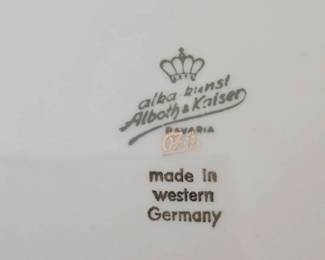 alka-kunst
Alboth & Kaiser
BAVARIA
made in
western
Germany